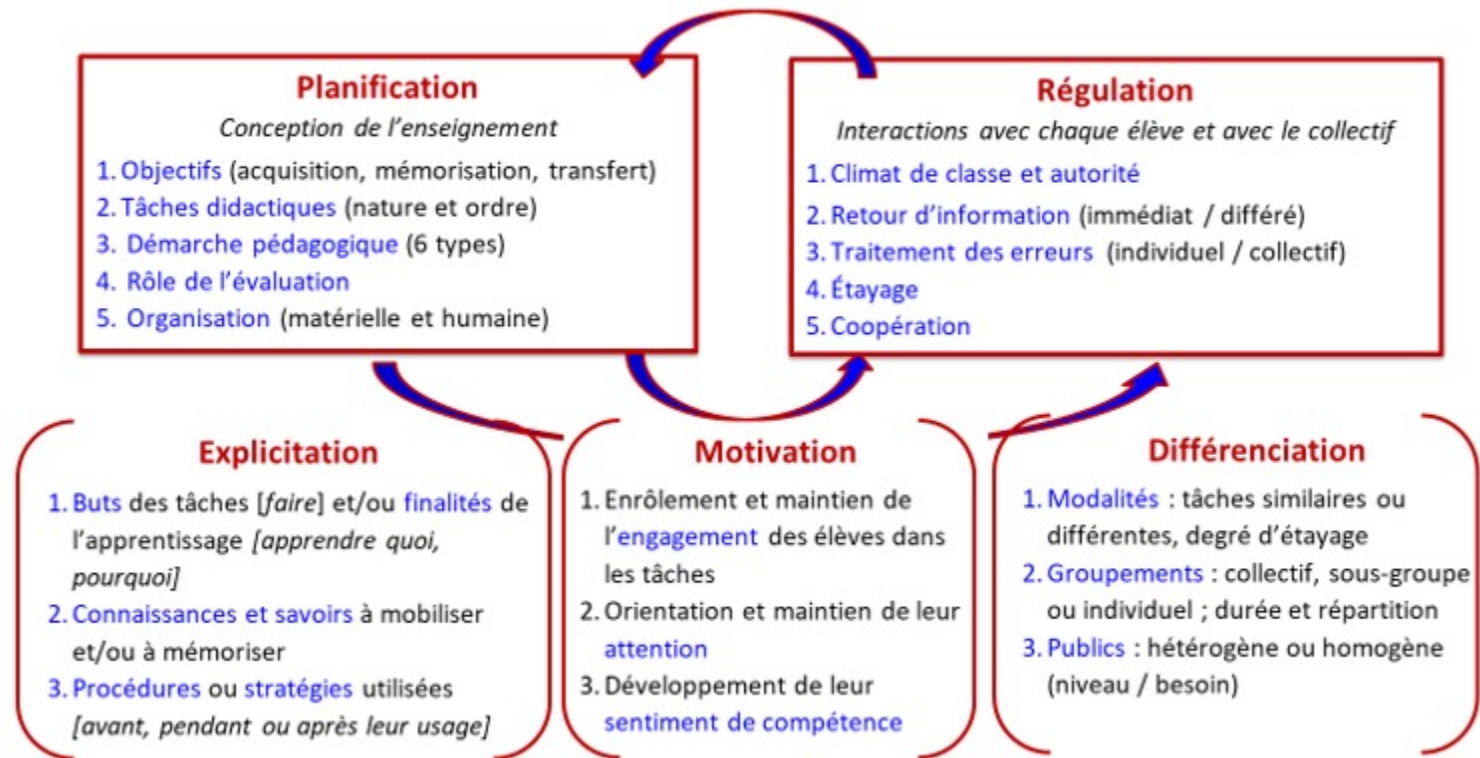 Planification
Conception de l'enseignement
1. Objectifs (acquisition, mémorisation, transfert)
2. Tâches didactiques (nature et ordre)
3. Démarche pédagogique (6 types)
4. Rôle de l'évaluation
5. Organisation (matérielle et humaine)
Régulation
Interactions avec chaque élève et avec le collectif
1. Climat de classe et autorité
2. Retour d'information (immédiat / différé)
3. Traitement des erreurs (individuel / collectif)
4. Étayage
5. Coopération
Explicitation
1. Buts des tâches [faire] et/ou finalités de
l'apprentissage [apprendre quoi,
pourquoi]
2. Connaissances et savoirs à mobiliser
et/ou à mémoriser
3. Procédures ou stratégies utilisées
[avant, pendant ou après leur usage]
Motivation
1. Enrôlement et maintien de
l'engagement des élèves dans
les tâches
2. Orientation et maintien de leur
attention
3. Développement de leur
sentiment de compétence
Différenciation
1. Modalités : tâches similaires ou
différentes, degré d'étayage
2. Groupements : collectif, sous-groupe
ou individuel ; durée et répartition
3. Publics : hétérogène ou homogène
(niveau / besoin)